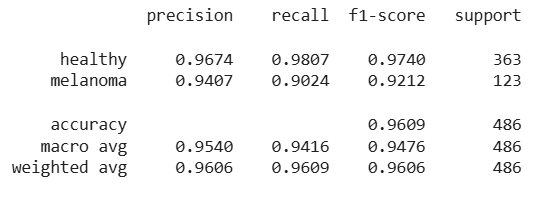 precision recall f1-score support
healthy 0.9674 0.9807 0.9740 363
melanoma 0.9407 0.9024 0.9212 123
accuracy 0.9609 486
macro avg 0.9540 0.9416 0.9476 486
weighted avg 0.9606 0.9609 0.9606 486